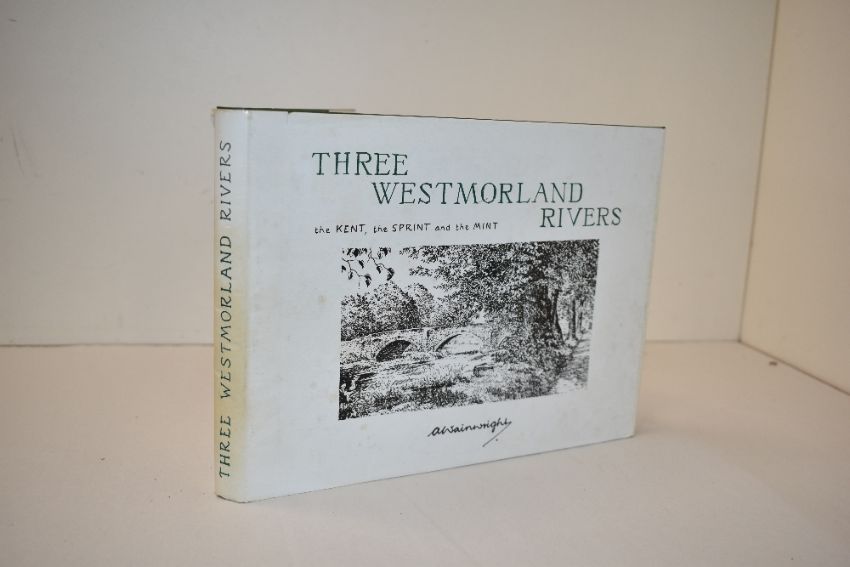 THREE WESTMORLAND RIVERS
THREE
WESTMORLAND
RIVERS
the KENT, the SPRINT and the MINT
awainwright